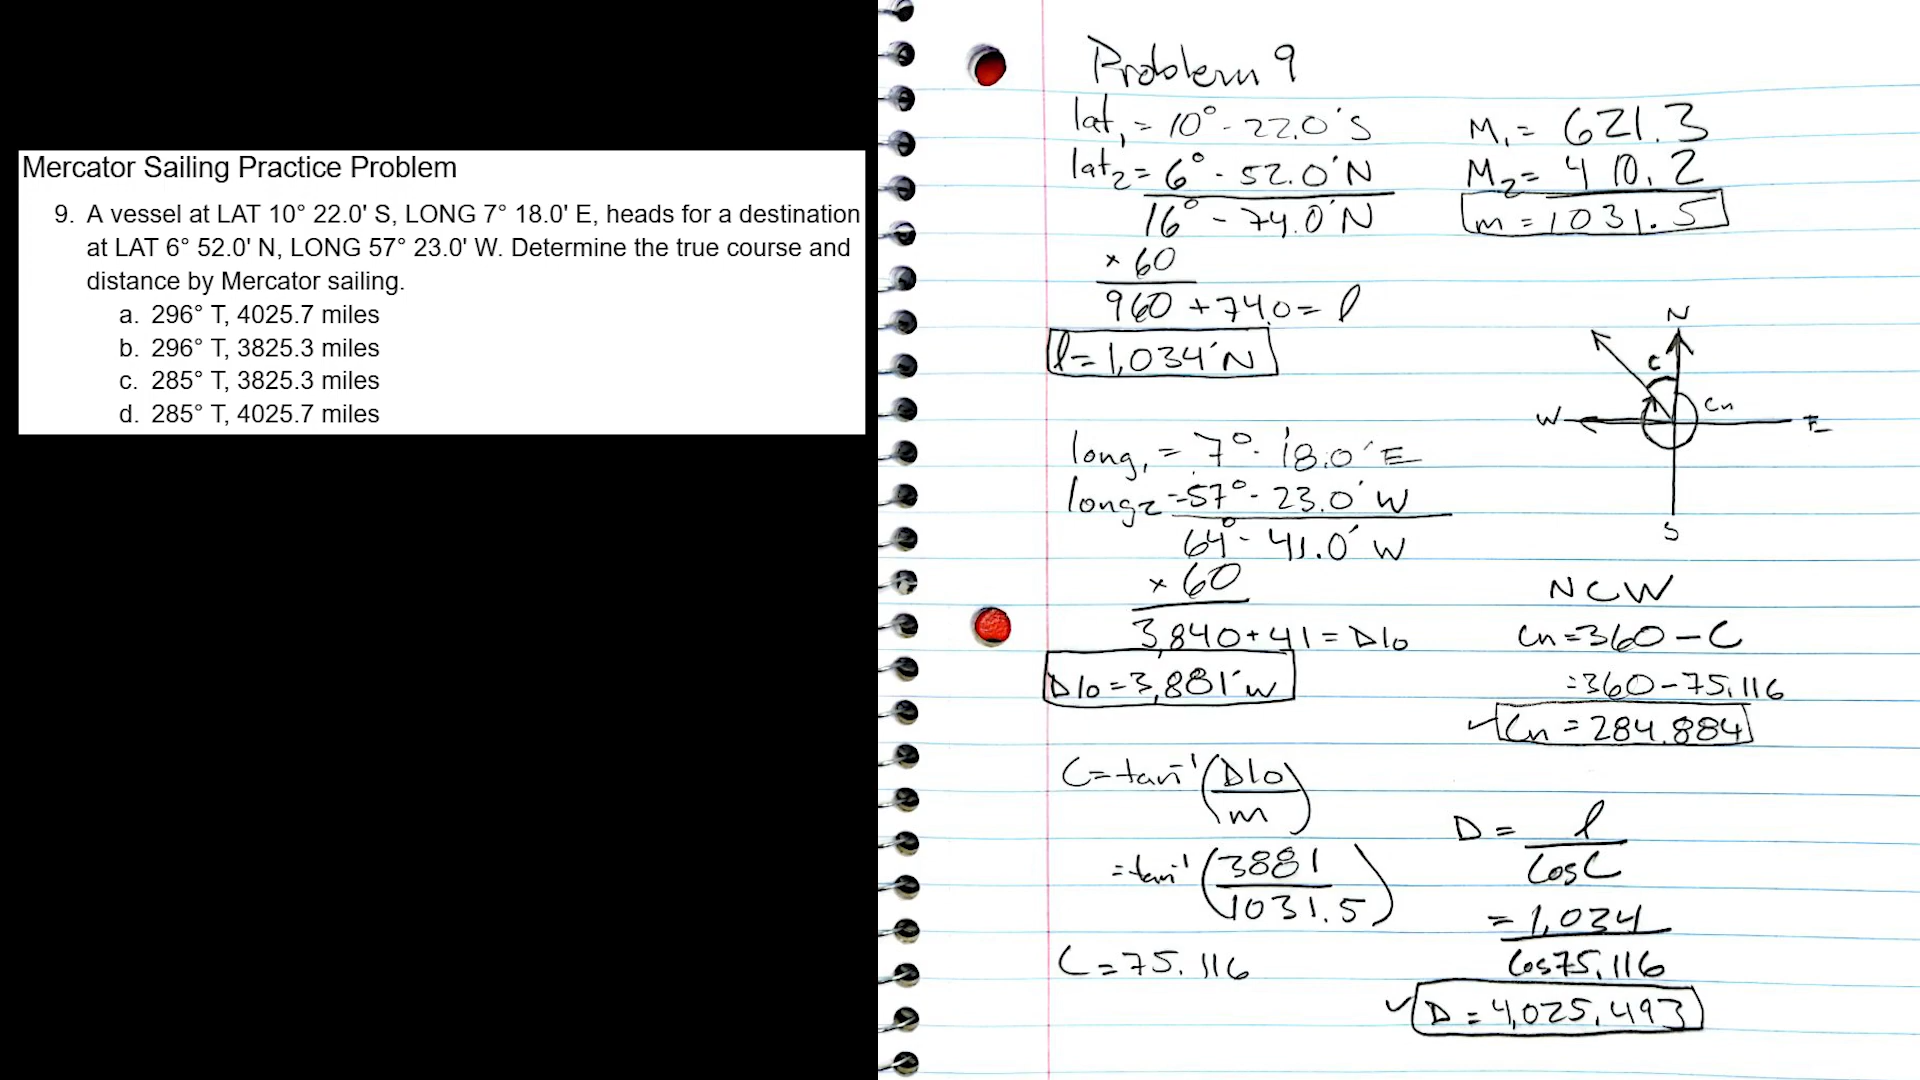 Mercator Sailing Practice Problem
9. A vessel at LAT 10° 22.0' S, LONG 7° 18.0' E, heads for a destination
at LAT 6° 52.0' N, LONG 57° 23.0' W. Determine the true course and
distance by Mercator sailing.
a. 296° T, 4025.7 miles
b. 296° T, 3825.3 miles
c. 285° T, 3825.3 miles
d. 285° T, 4025.7 miles
Problem 9
lat₁ = 10° - 22.0' S
lat₂ = 6° - 52.0' N
16° - 74.0' N
× 60
960 + 74.0 = l
l = 1,034' N
long₁ = 7° - 18.0' E
long₂ = 57° - 23.0' W
64° - 41.0' W
× 60
3,840 + 41 = Dlo
Dlo = 3,881' W
C = tan⁻¹ (Dlo / m)
= tan⁻¹ (3881 / 1031.5)
C = 75.116
M₁ = 621.3
M₂ = 410.2
m = 1031.5
N
C
Cn
W
E
S
N C W
Cn = 360 - C
= 360 - 75.116
✓ Cn = 284.884
D = l / Cos C
= 1,034 / Cos 75.116
✓ D = 4,025.493